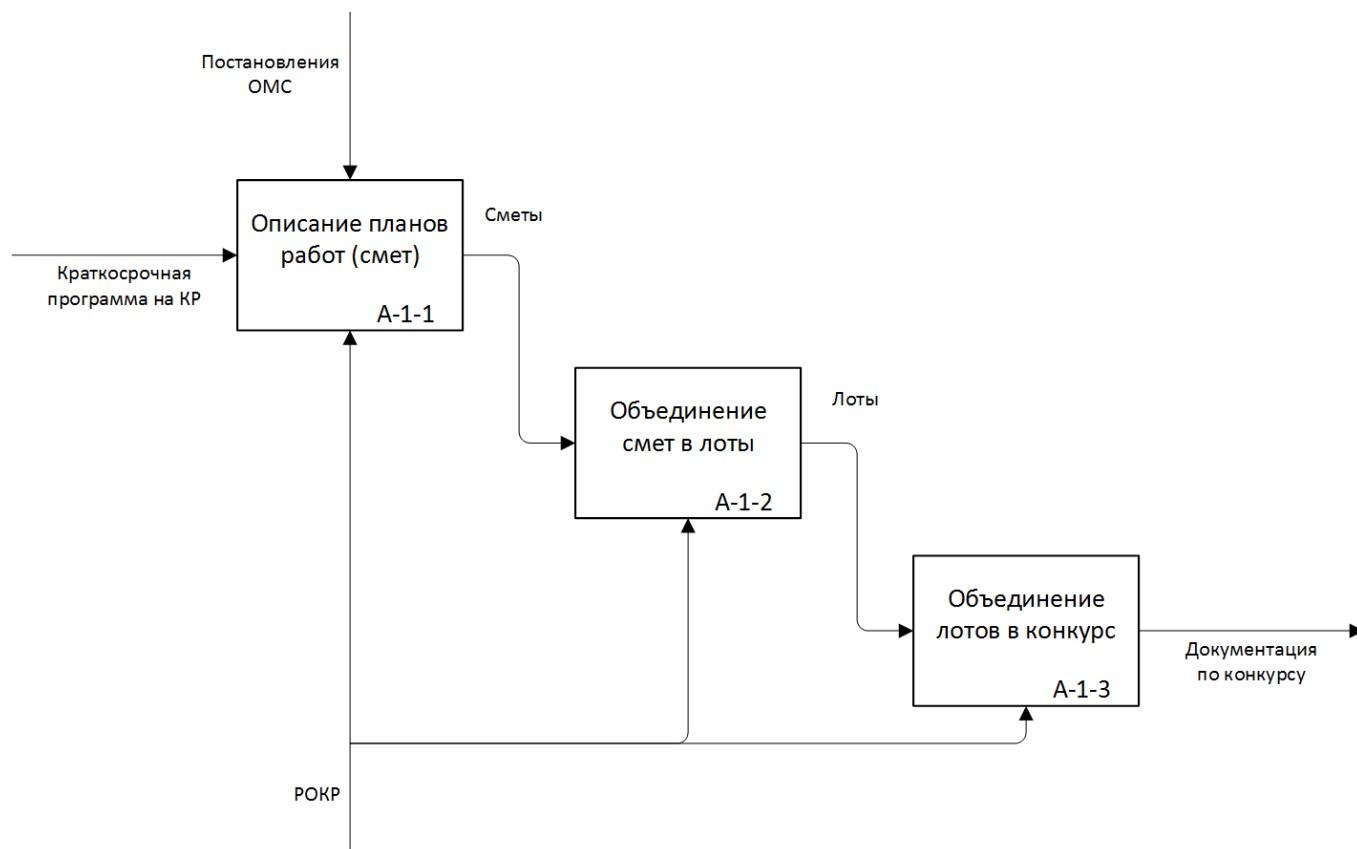 Постановления
ОМС
Описание планов
работ (смет)
А-1-1
Сметы
Краткосрочная
программа на КР
Объединение
смет в лоты
А-1-2
Лоты
Объединение
лотов в конкурс
А-1-3
Документация
по конкурсу
РОКР